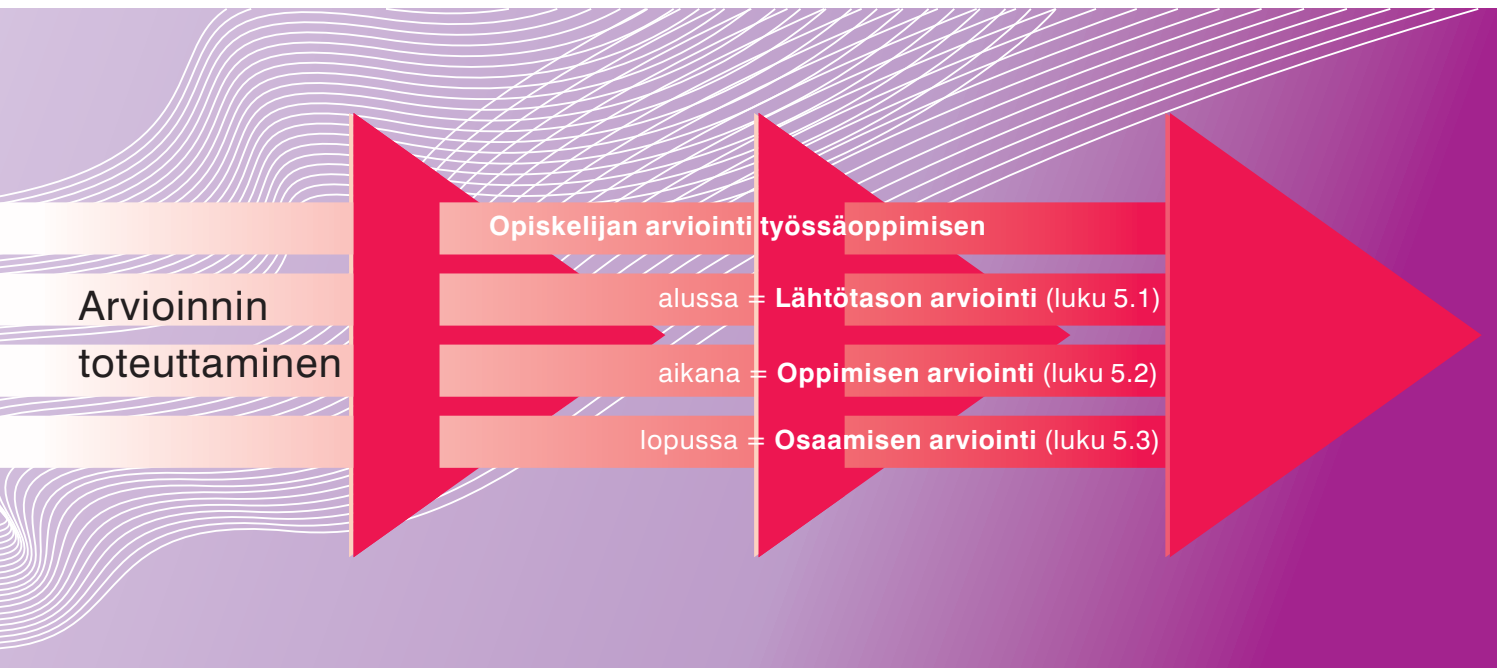 Arvioinnin
toteuttaminen
Opiskelijan arviointi työssäoppimisen
alussa = Lähtötason arviointi (luku 5.1)
aikana = Oppimisen arviointi (luku 5.2)
lopussa = Osaamisen arviointi (luku 5.3)